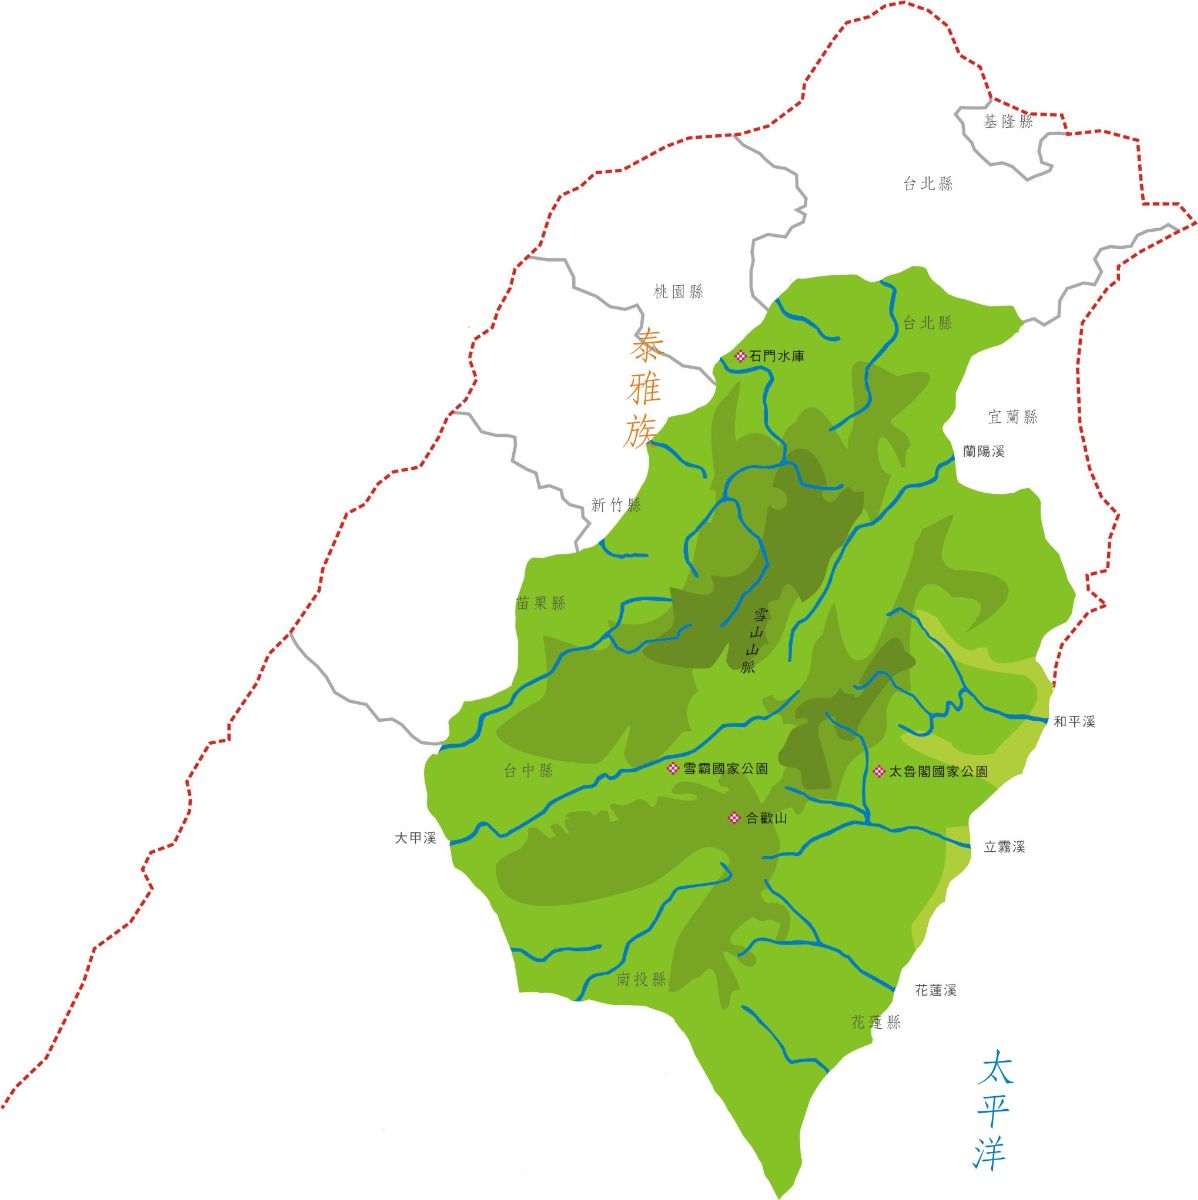 基隆縣
台北縣
桃園縣
台北縣
泰雅族
石門水庫
宜蘭縣
蘭陽溪
新竹縣
苗栗縣
雪山山脈
和平溪
台中縣
雪霸國家公園
太魯閣國家公園
合歡山
大甲溪
立霧溪
南投縣
花蓮溪
花蓮縣
太平洋